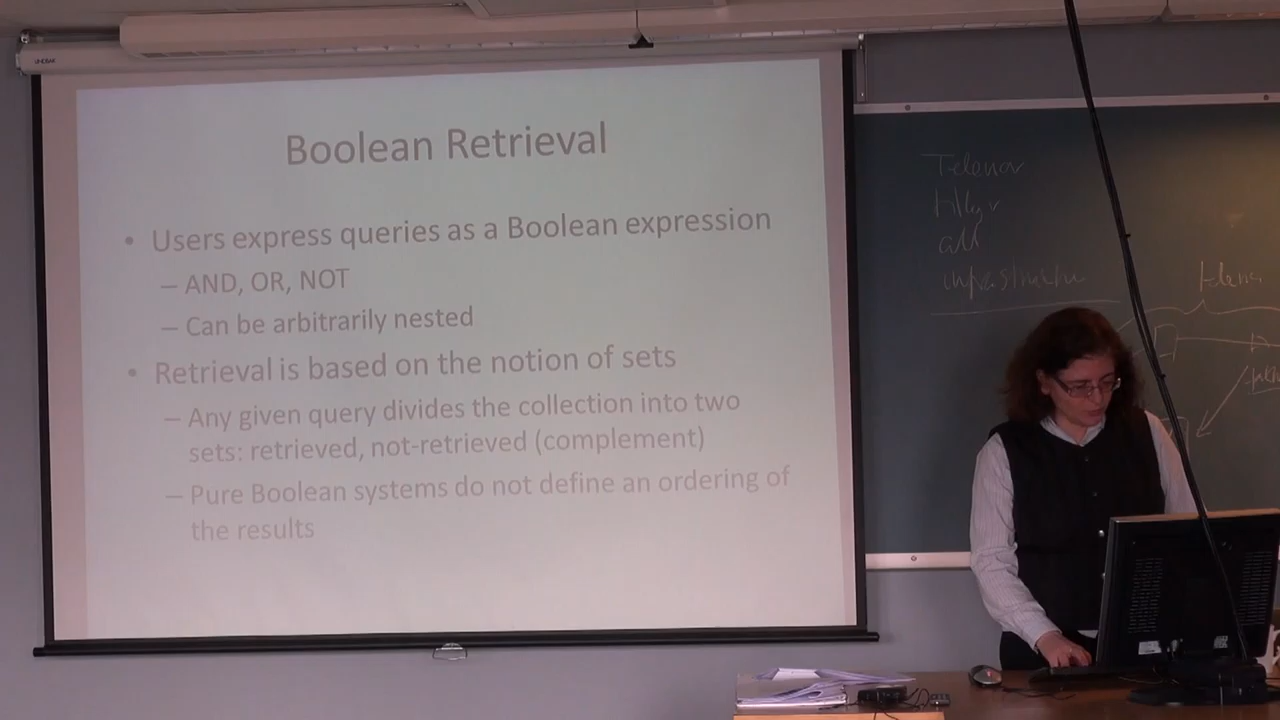 Boolean Retrieval
• Users express queries as a Boolean expression
– AND, OR, NOT
– Can be arbitrarily nested
• Retrieval is based on the notion of sets
– Any given query divides the collection into two
sets: retrieved, not-retrieved (complement)
– Pure Boolean systems do not define an ordering of
the results
Telenor